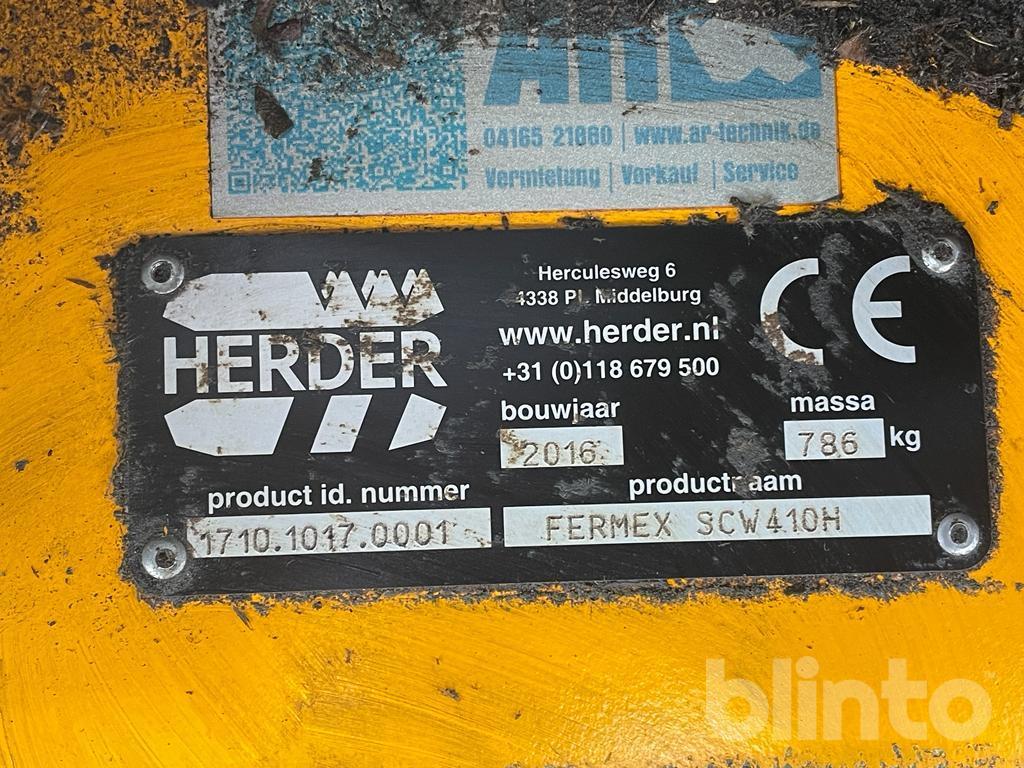 04165 21860 | www.ar-technik.de
Vermietung | Verkauf | Service
HERDER
Herculesweg 6
4338 PL Middelburg
www.herder.nl
+31 (0)118 679 500
CE
bouwjaar
2016
massa
786 kg
product id. nummer
1710.1017.0001
productnaam
FERMEX SCW410H
blinto